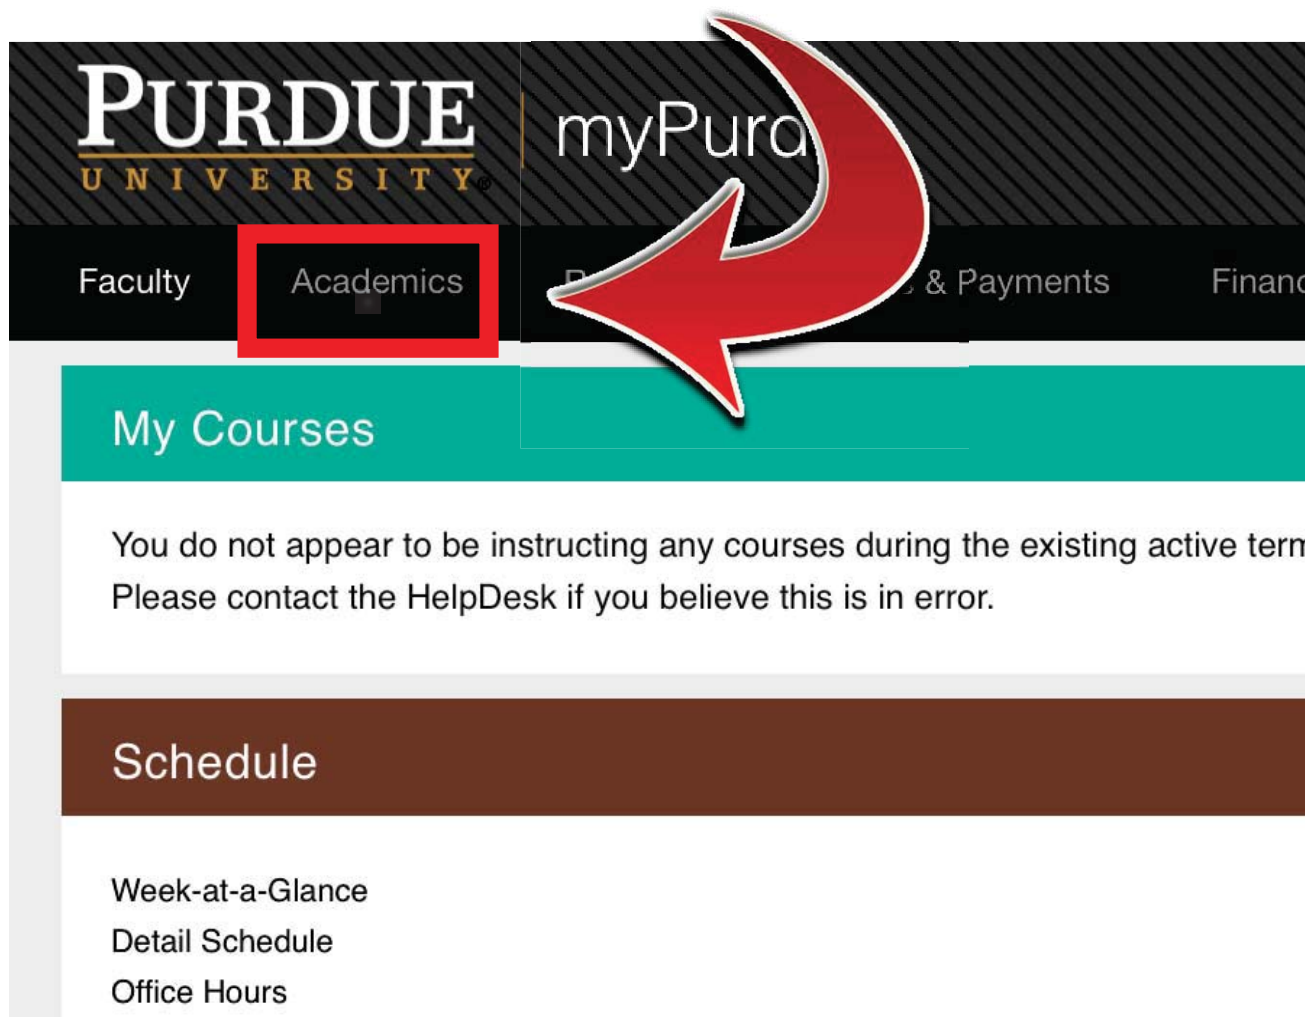 PURDUE
UNIVERSITY®
Faculty
Academics
& Payments
My Courses
You do not appear to be instructing any courses during the existing active
Please contact the HelpDesk if you believe this is in error.
Schedule
Week-at-a-Glance
Detail Schedule
Office Hours